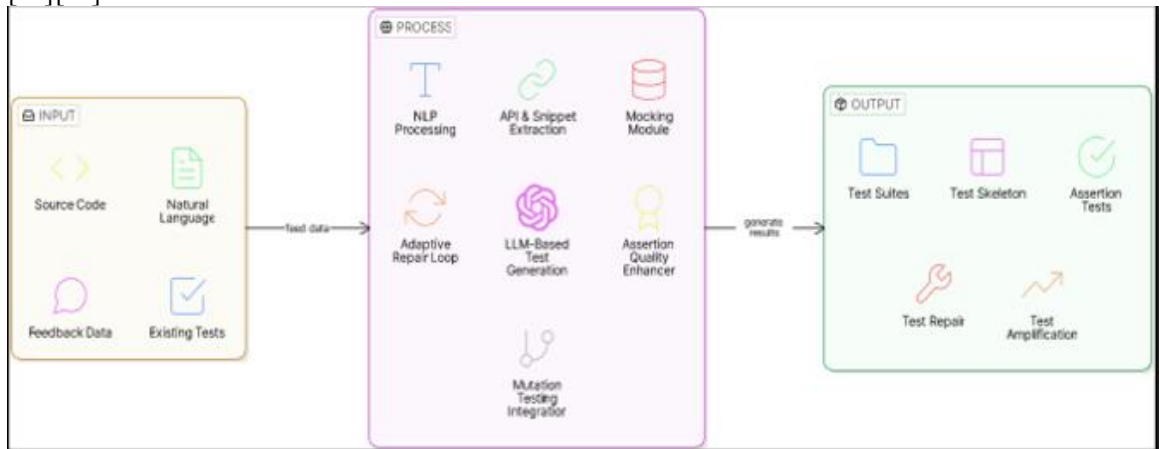 PROCESS
NLP
Processing
API & Snippet
Extraction
Mocking
Module
Adaptive
Repair Loop
LLM-Based
Test
Generation
Assertion
Quality
Enhancer
Mutation
Testing
Integration
INPUT
Source Code
Natural
Language
Feedback Data
Existing Tests
feed data
generate
results
OUTPUT
Test Suites
Test Skeleton
Assertion
Tests
Test Repair
Test
Amplification